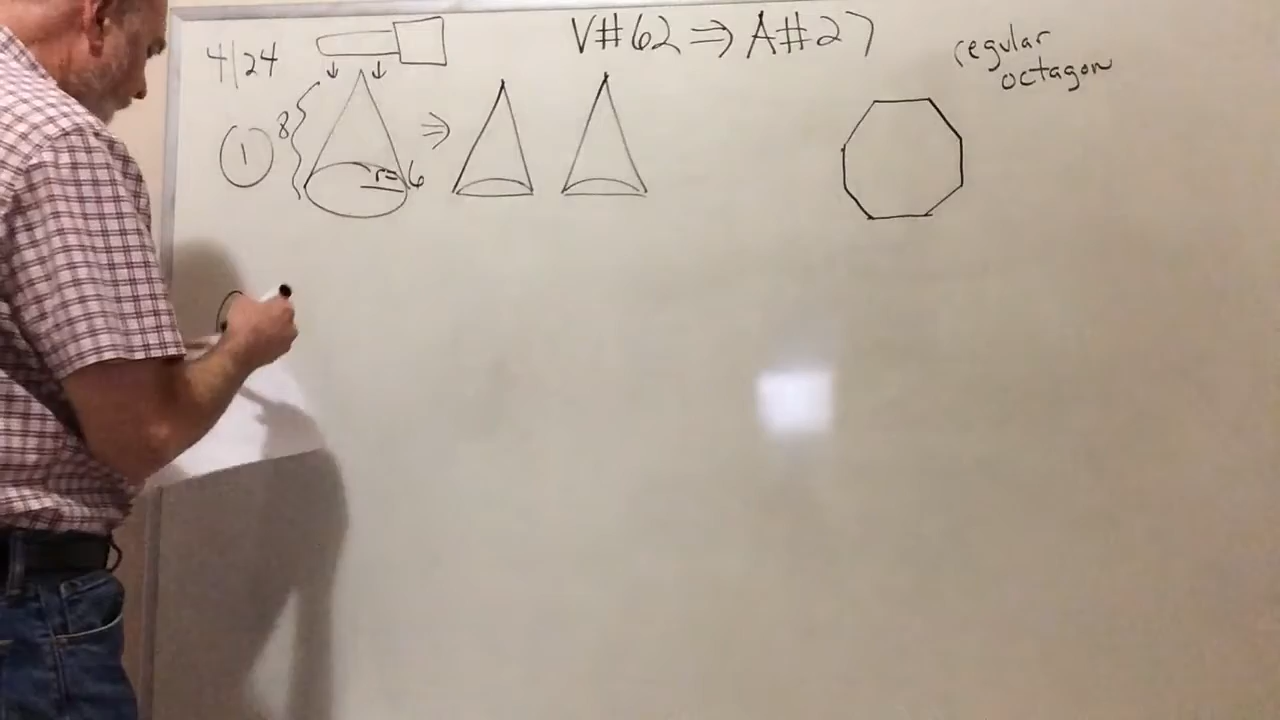 4/24
V#62 ⇒ A#27
regular
octagon
① 8
r=6
⇒